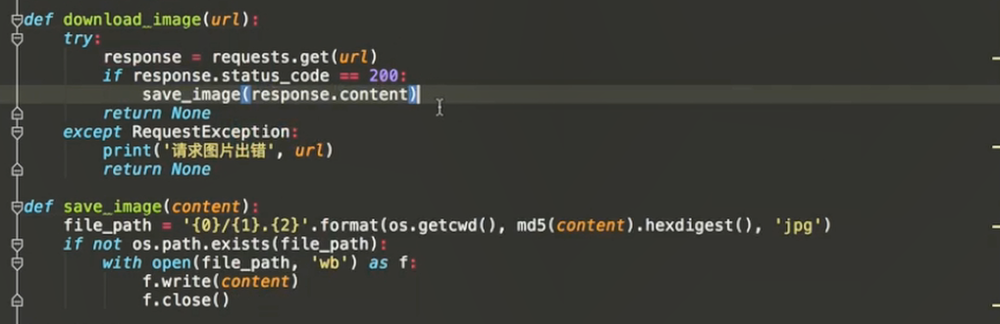 def download_image(url):
    try:
        response = requests.get(url)
        if response.status_code == 200:
            save_image(response.content)
        return None
    except RequestException:
        print('请求图片出错', url)
        return None
def save_image(content):
    file_path = '{0}/{1}.{2}'.format(os.getcwd(), md5(content).hexdigest(), 'jpg')
    if not os.path.exists(file_path):
        with open(file_path, 'wb') as f:
            f.write(content)
            f.close()